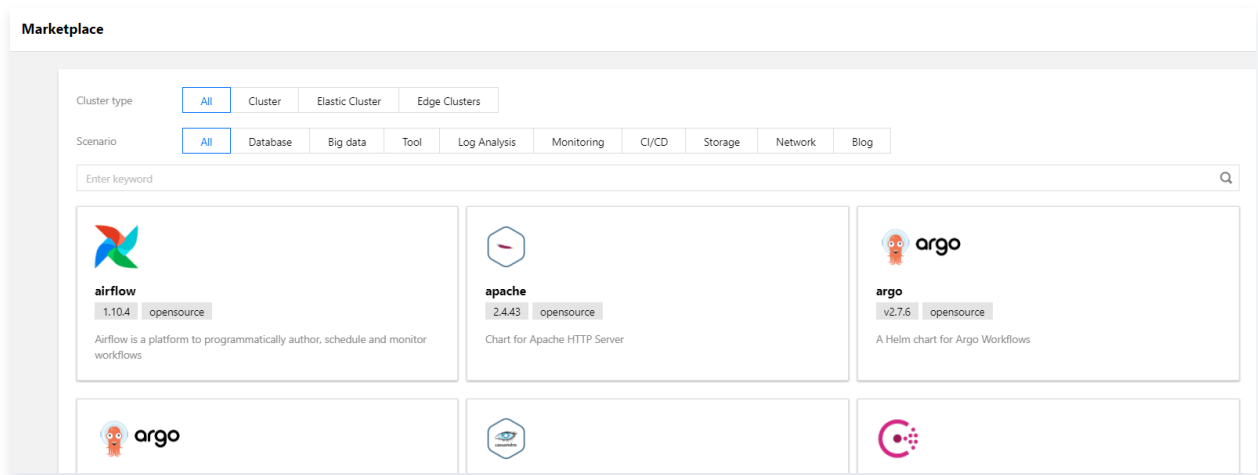 Marketplace
Cluster type All Cluster Elastic Cluster Edge Clusters
Scenario All Database Big data Tool Log Analysis Monitoring CI/CD Storage Network Blog
Enter keyword
argo
airflow apache argo
1.10.4 opensource 2.4.43 opensource v2.7.6 opensource
Airflow is a platform to programmatically author, schedule and monitor workflows Chart for Apache HTTP Server A Helm chart for Argo Workflows
argo cassandra